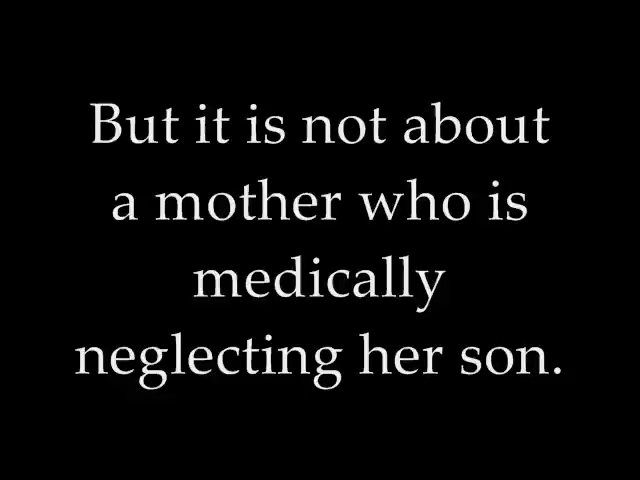 But it is not about
a mother who is
medically
neglecting her son.